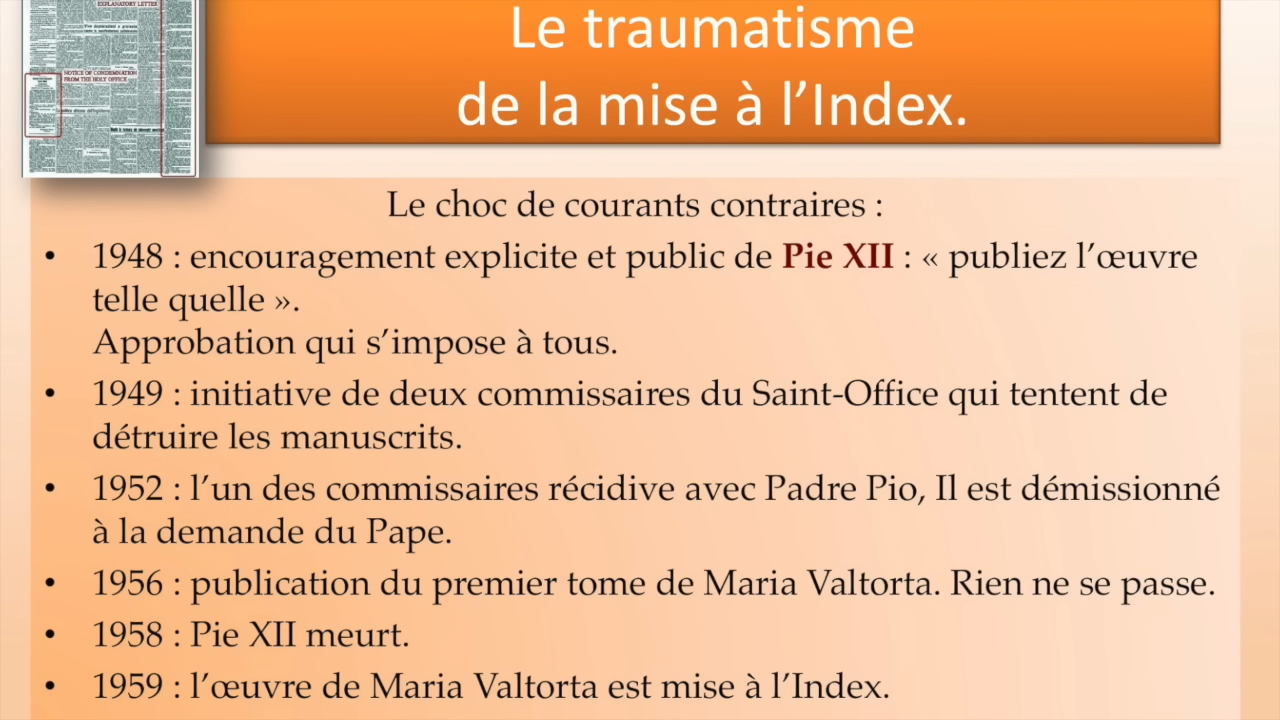 EXPLANATORY LETTER
NOTICE OF CONDEMNATION
FROM THE HOLY OFFICE
Le traumatisme
de la mise à l’Index.
Le choc de courants contraires :
• 1948 : encouragement explicite et public de Pie XII : « publiez l’œuvre
telle quelle ».
Approbation qui s’impose à tous.
• 1949 : initiative de deux commissaires du Saint-Office qui tentent de
détruire les manuscrits.
• 1952 : l’un des commissaires récidive avec Padre Pio, Il est démissionné
à la demande du Pape.
• 1956 : publication du premier tome de Maria Valtorta. Rien ne se passe.
• 1958 : Pie XII meurt.
• 1959 : l’œuvre de Maria Valtorta est mise à l’Index.